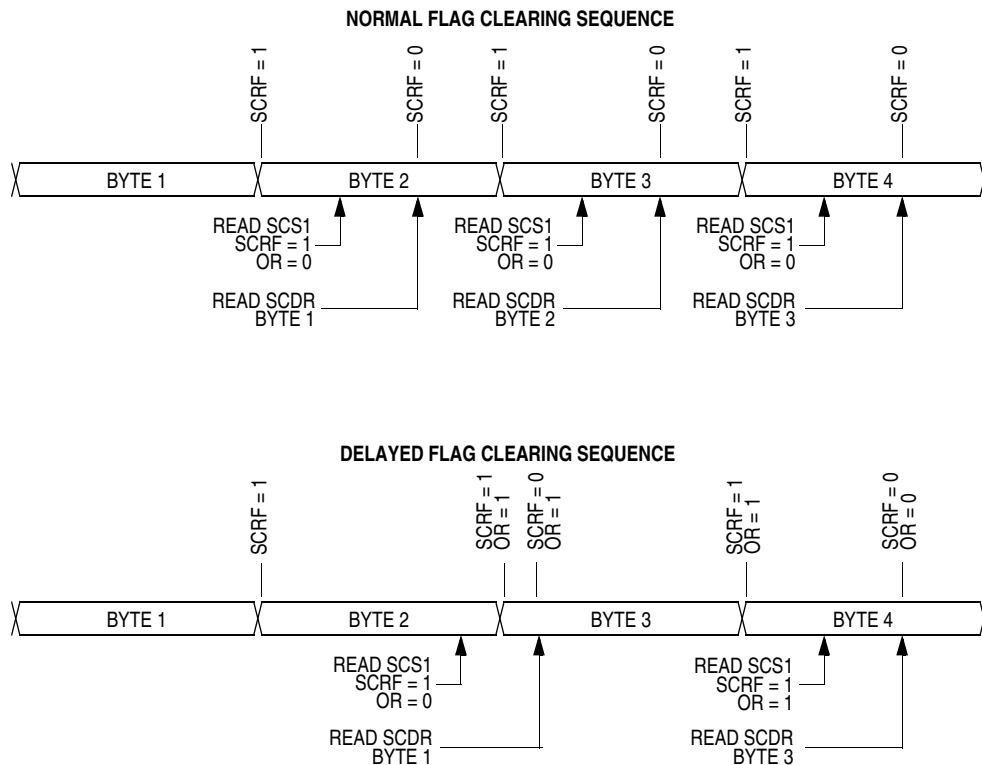 NORMAL FLAG CLEARING SEQUENCE
SCRF = 1
SCRF = 0
SCRF = 1
SCRF = 0
SCRF = 1
SCRF = 0
BYTE 1
BYTE 2
BYTE 3
BYTE 4
READ SCS1
SCRF = 1
OR = 0
READ SCS1
SCRF = 1
OR = 0
READ SCS1
SCRF = 1
OR = 0
READ SCDR
BYTE 1
READ SCDR
BYTE 2
READ SCDR
BYTE 3
DELAYED FLAG CLEARING SEQUENCE
SCRF = 1
SCRF = 1
OR = 1
SCRF = 0
OR = 1
SCRF = 1
OR = 1
SCRF = 0
OR = 0
BYTE 1
BYTE 2
BYTE 3
BYTE 4
READ SCS1
SCRF = 1
OR = 0
READ SCS1
SCRF = 1
OR = 1
READ SCDR
BYTE 1
READ SCDR
BYTE 3